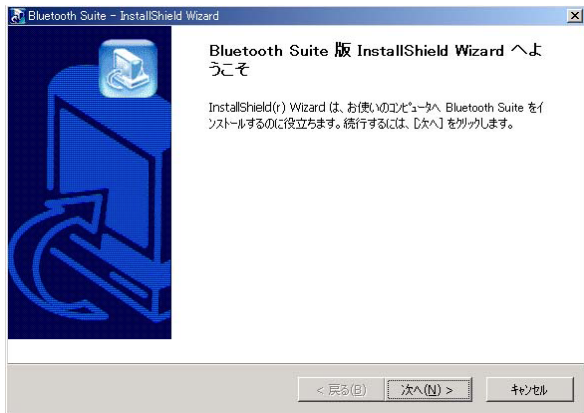 Bluetooth Suite - InstallShield Wizard
Bluetooth Suite 版 InstallShield Wizard へよ
うこそ
InstallShield(r) Wizard は、お使いのｺﾝﾋﾟｭｰﾀへ Bluetooth Suite をイ
ンストールするのに役立ちます。続行するには、[次へ] をｸﾘｯｸします。
< 戻る(B) 次へ(N) > ｷｬﾝｾﾙ